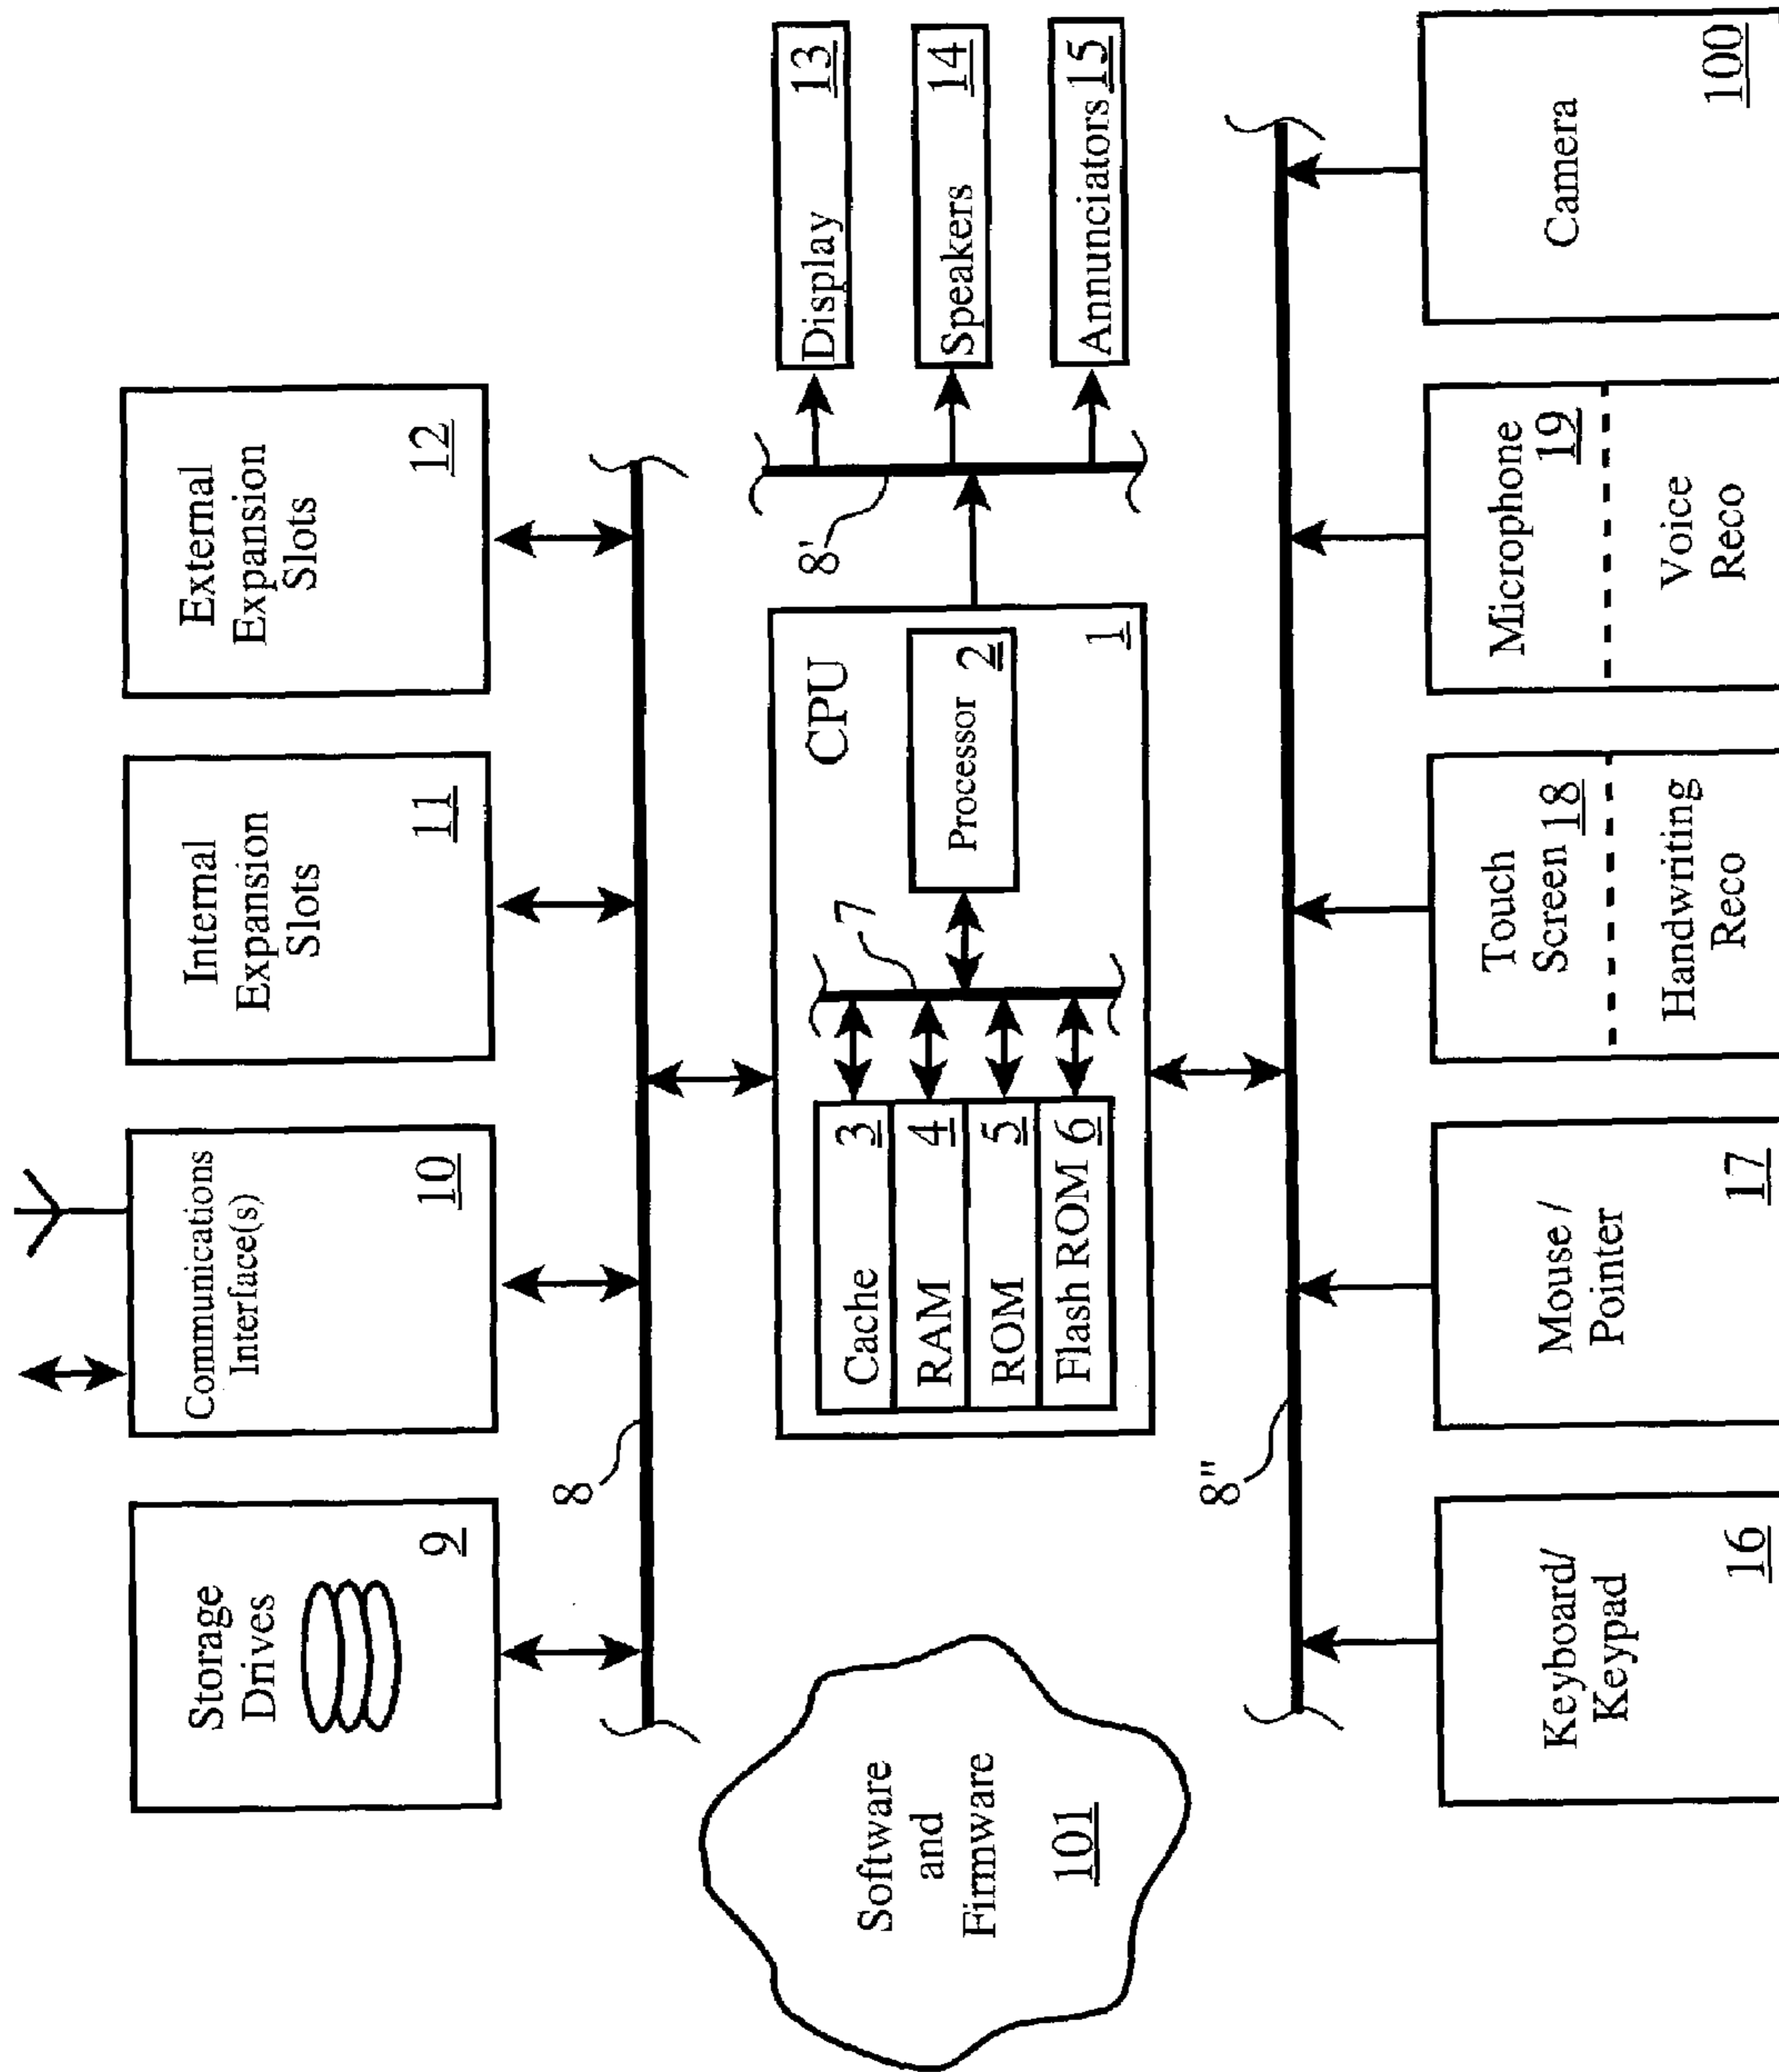 Storage
Drives
9
Communications
Interface(s)
10
Internal
Expansion
Slots
11
External
Expansion
Slots
12
8
Software
and
Firmware
101
CPU
Cache 3
RAM 4
ROM 5
Flash ROM 6
7
Processor 2
1
8'
Display 13
Speakers 14
Annunciators 15
8"
Keyboard/
Keypad
16
Mouse /
Pointer
17
Touch
Screen 18
Handwriting
Reco
Microphone
19
Voice
Reco
Camera
100